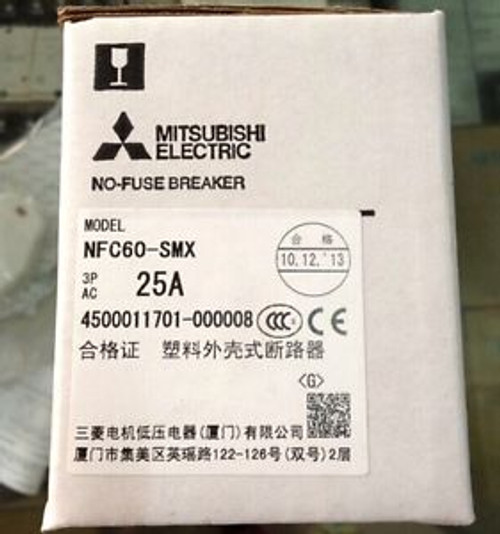 MITSUBISHI
ELECTRIC
NO-FUSE BREAKER
MODEL
NFC60-SMX
合格
10.12.'13
3P
AC
25A
4500011701-000008 CCC CE
合格证 塑料外壳式断路器
<G>
三菱电机低压电器(厦门)有限公司
厦门市集美区英瑶路122-126号(双号)2层